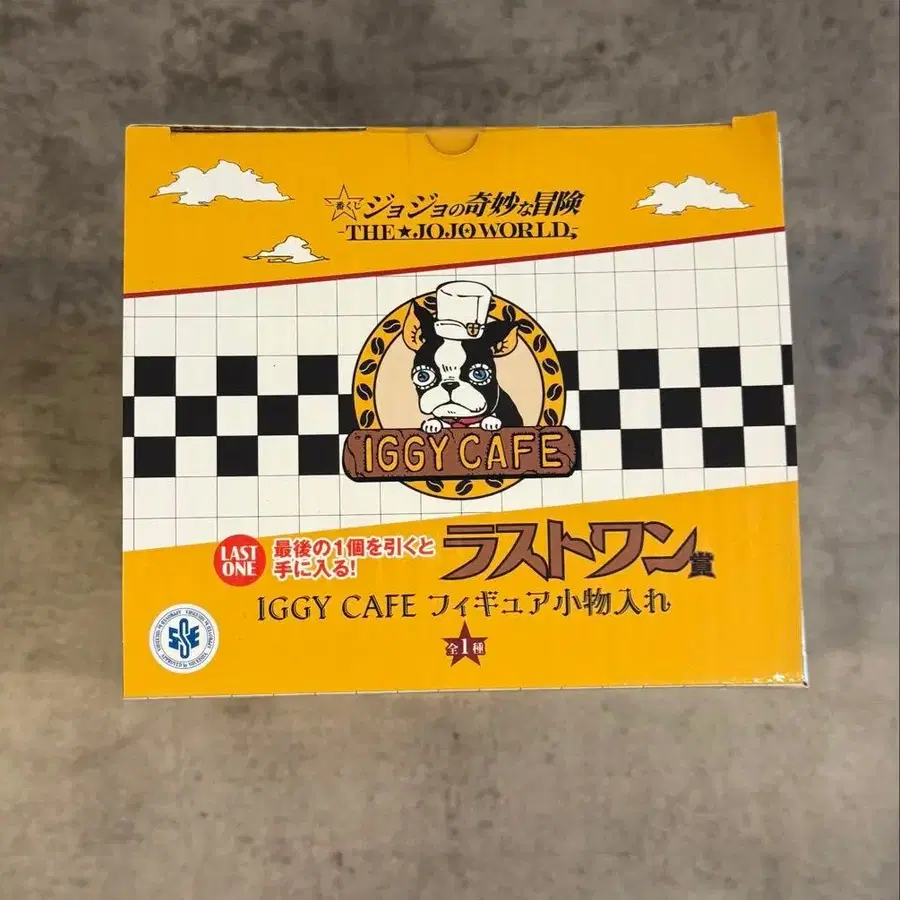 一番くじ
ジョジョの奇妙な冒険
-THE★JOJO WORLD-
IGGY CAFE
LAST ONE
最後の1個を引くと
手に入る!
ラストワン賞
IGGY CAFE フィギュア小物入れ
全1種